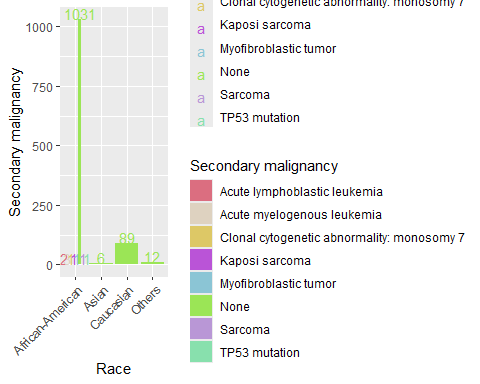 Clonal cytogenetic abnormality: monosomy 7
a Kaposi sarcoma
a Myofibroblastic tumor
a None
a Sarcoma
a TP53 mutation
Secondary malignancy
Acute lymphoblastic leukemia
Acute myelogenous leukemia
Clonal cytogenetic abnormality: monosomy 7
Kaposi sarcoma
Myofibroblastic tumor
None
Sarcoma
TP53 mutation
Secondary malignancy
1000
750
500
250
0
1031
6
89
12
African-American
Asian
Caucasian
Others
Race